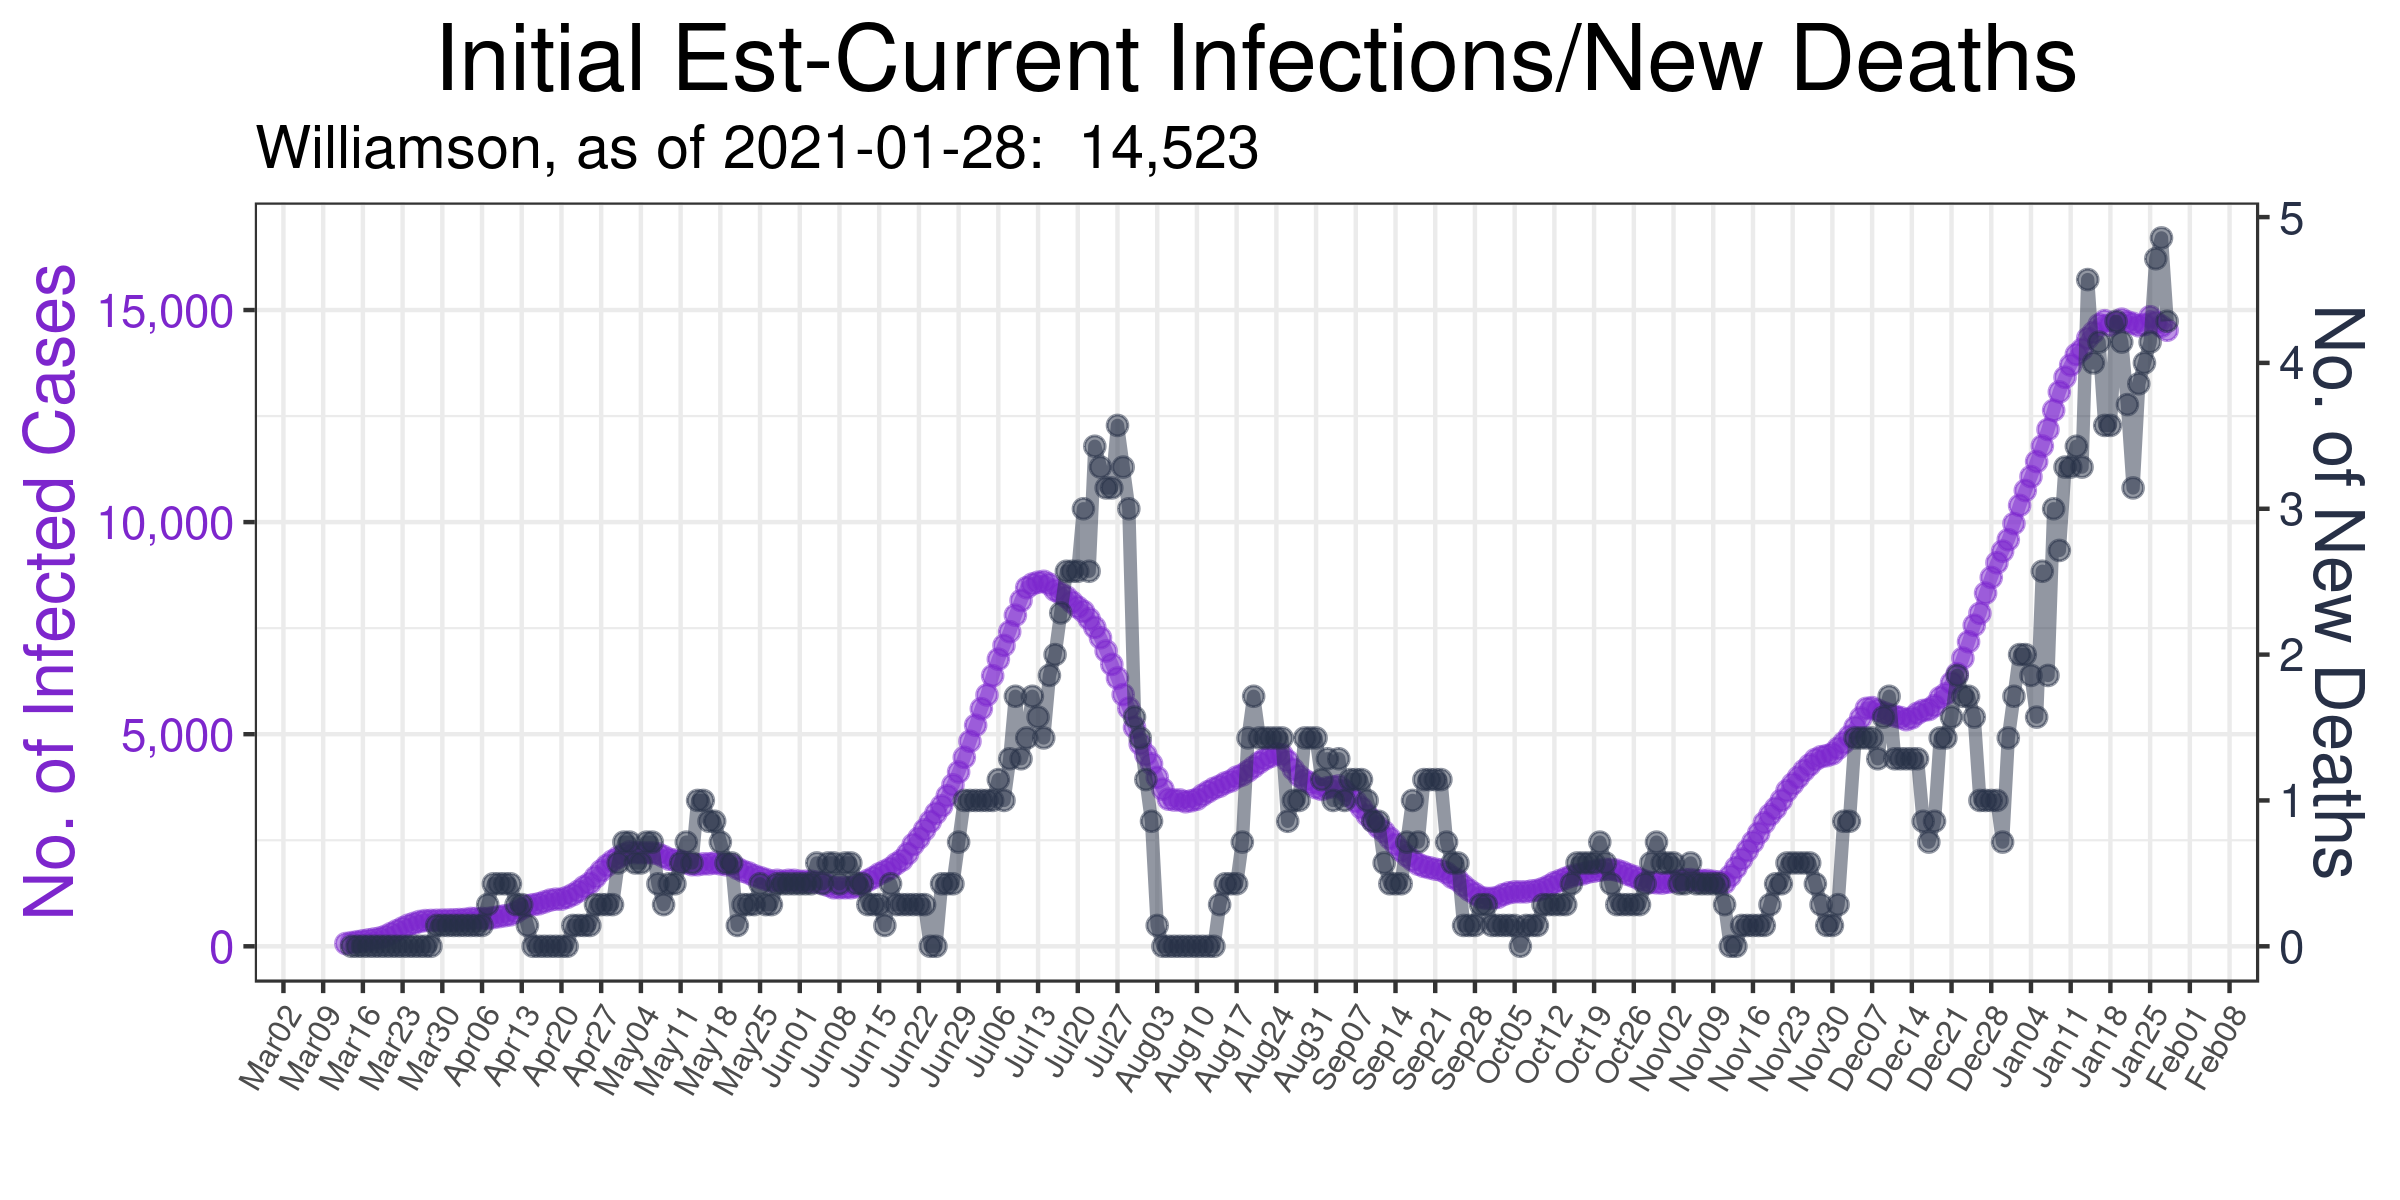 Initial Est-Current Infections/New Deaths
Williamson, as of 2021-01-28:  14,523
No. of Infected Cases
15,000
10,000
5,000
0
No. of New Deaths
5
4
3
2
1
0
Mar02
Mar09
Mar16
Mar23
Mar30
Apr06
Apr13
Apr20
Apr27
May04
May11
May18
May25
Jun01
Jun08
Jun15
Jun22
Jun29
Jul06
Jul13
Jul20
Jul27
Aug03
Aug10
Aug17
Aug24
Aug31
Sep07
Sep14
Sep21
Sep28
Oct05
Oct12
Oct19
Oct26
Nov02
Nov09
Nov16
Nov23
Nov30
Dec07
Dec14
Dec21
Dec28
Jan04
Jan11
Jan18
Jan25
Feb01
Feb08